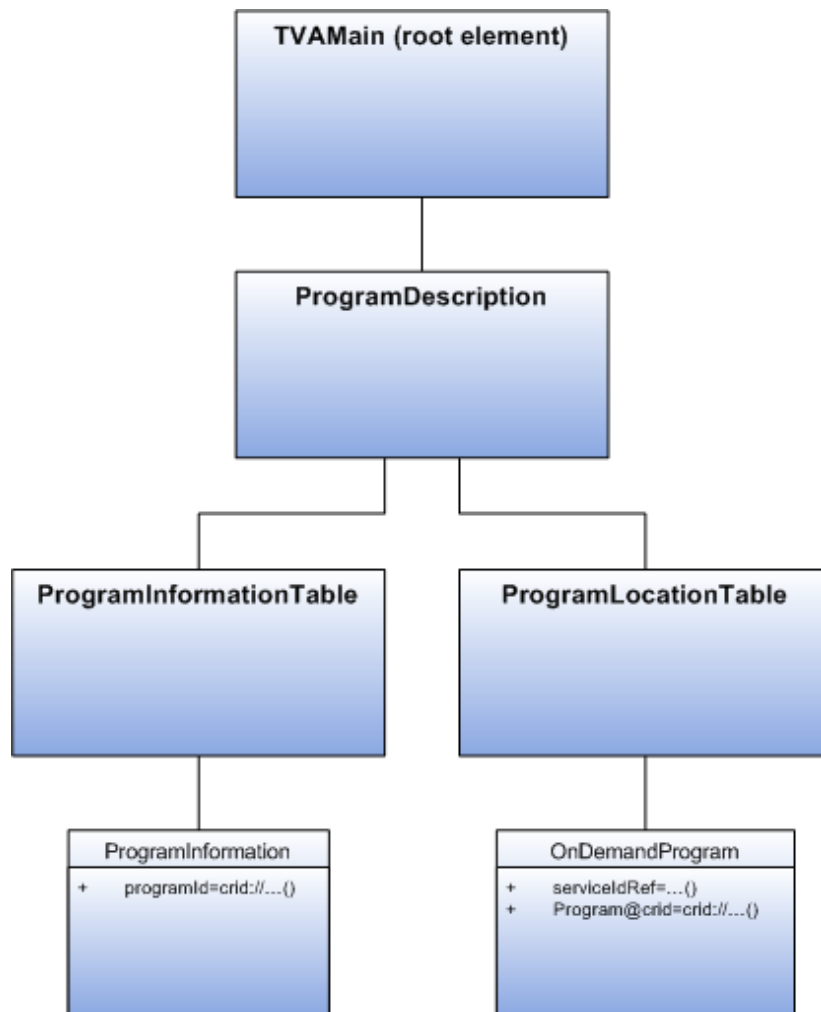 TVAMain (root element)
ProgramDescription
ProgramInformationTable
ProgramLocationTable
ProgramInformation
+ programId=crid://...()
OnDemandProgram
+ serviceIdRef=...()
+ Program@crid=crid://...()